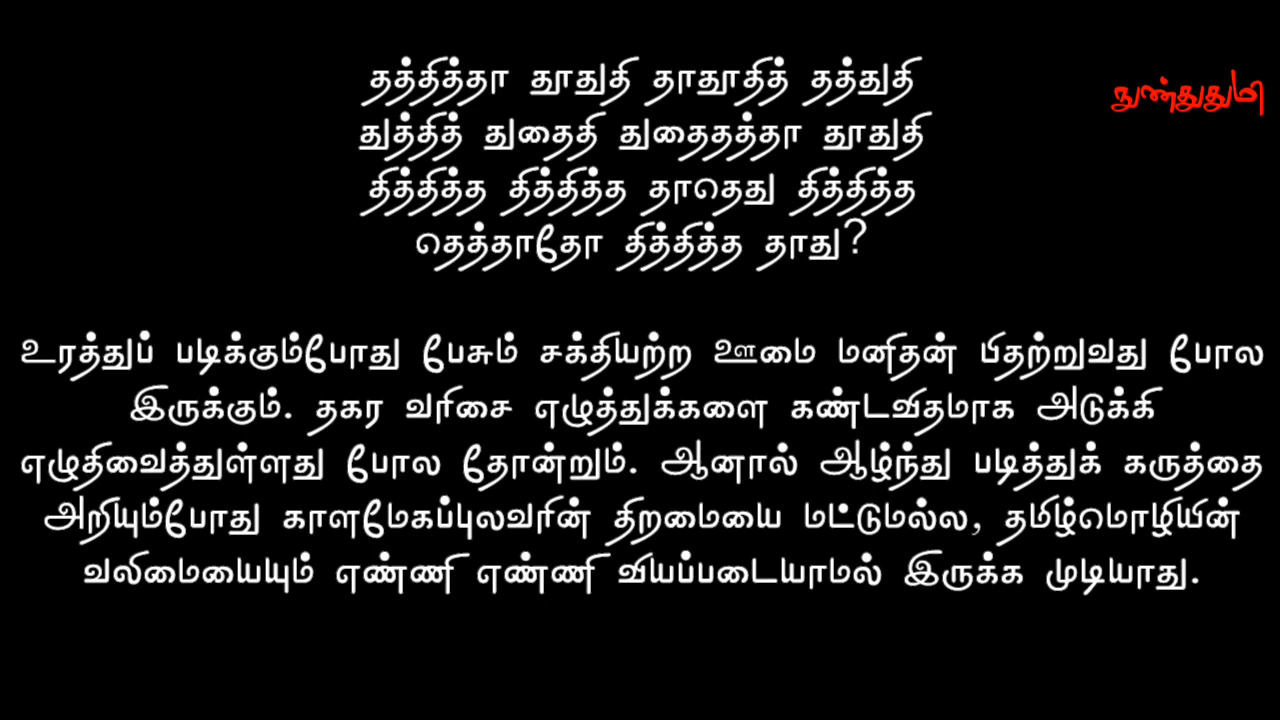 தத்தித்தா தூதுதி தாதூதித் தத்துதி
நுண்துதுமி
துத்தித் துதைதி துதைதத்தா தூதுதி
தித்தித்த தித்தித்த தாதெது தித்தித்த
தெத்தாதோ தித்தித்த தாது?
உரத்துப் படிக்கும்போது பேசும் சக்தியற்ற ஊமை மனிதன் பிதற்றுவது போல
இருக்கும். தகர வரிசை எழுத்துக்களை கண்டவிதமாக அடுக்கி
எழுதிவைத்துள்ளது போல தோன்றும். ஆனால் ஆழ்ந்து படித்துக் கருத்தை
அறியும்போது காளமேகப்புலவரின் திறமையை மட்டுமல்ல, தமிழ்மொழியின்
வலிமையையும் எண்ணி எண்ணி வியப்படையாமல் இருக்க முடியாது.